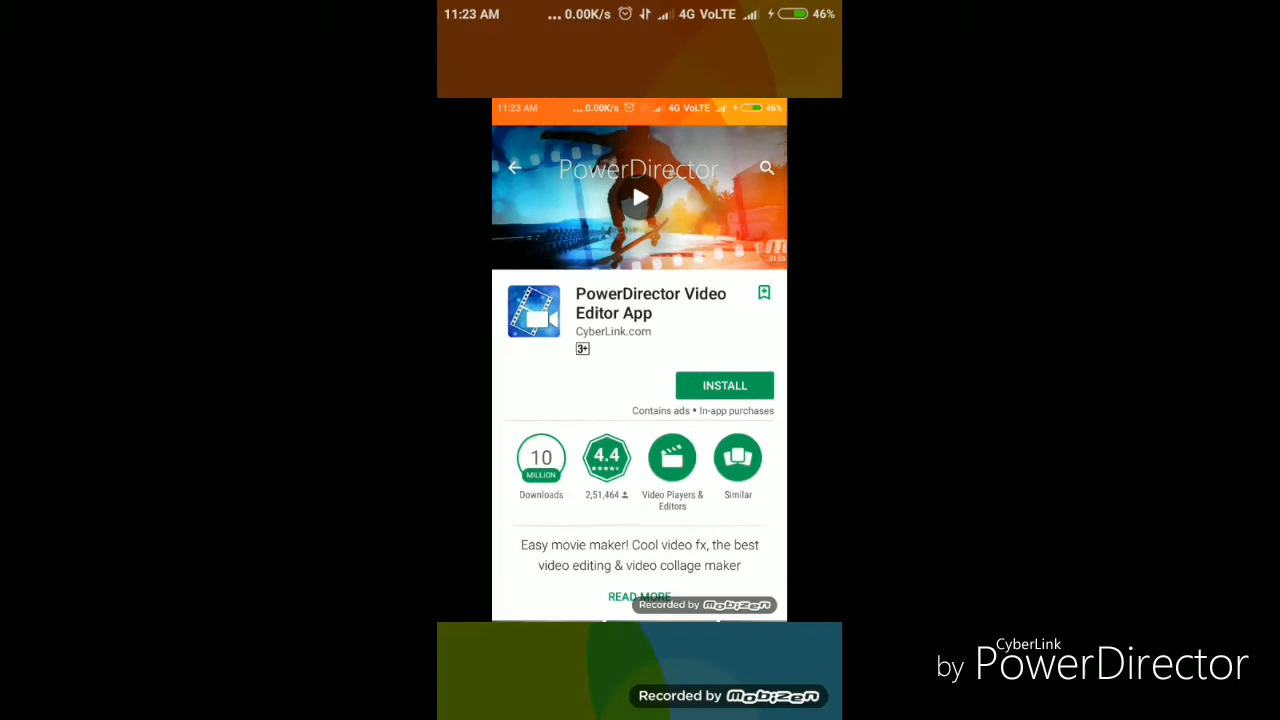 11:23 AM ... 0.00K/s 4G VoLTE 46%
11:23 AM ... 0.00K/s 4G VoLTE 46%
PowerDirector
01:05
PowerDirector Video
Editor App
CyberLink.com
3+
INSTALL
Contains ads • In-app purchases
10
MILLION
Downloads
4.4
2,51,464
Video Players &
Editors
Similar
Easy movie maker! Cool video fx, the best
video editing & video collage maker
READ MORE
Recorded by mobizen
Recorded by mobizen
CyberLink
by PowerDirector